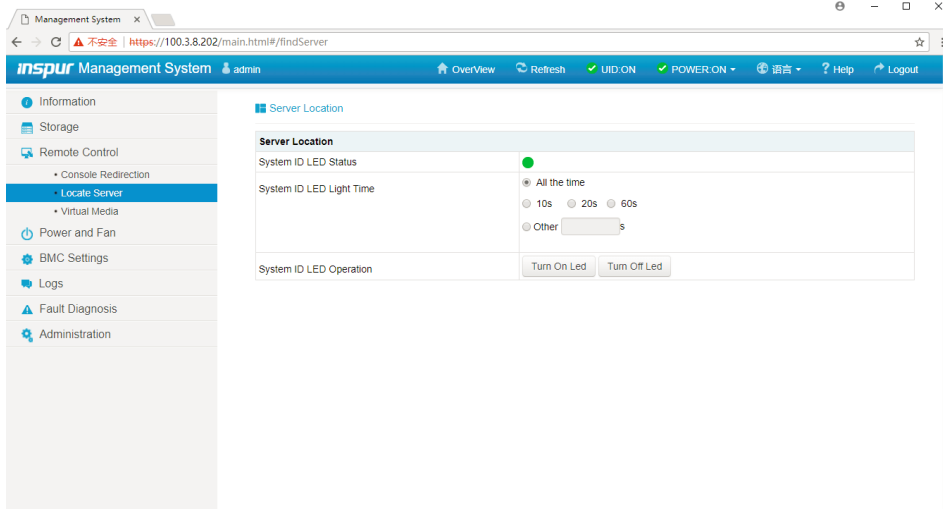 Management System
不安全 | https://100.3.8.202/main.html#/findServer
inspur Management System admin OverView Refresh UID:ON POWER:ON 语言 ? Help Logout
Information
Storage
Remote Control
• Console Redirection
• Locate Server
• Virtual Media
Power and Fan
BMC Settings
Logs
Fault Diagnosis
Administration
Server Location
Server Location
System ID LED Status
System ID LED Light Time
All the time
10s 20s 60s
Other s
System ID LED Operation Turn On Led Turn Off Led